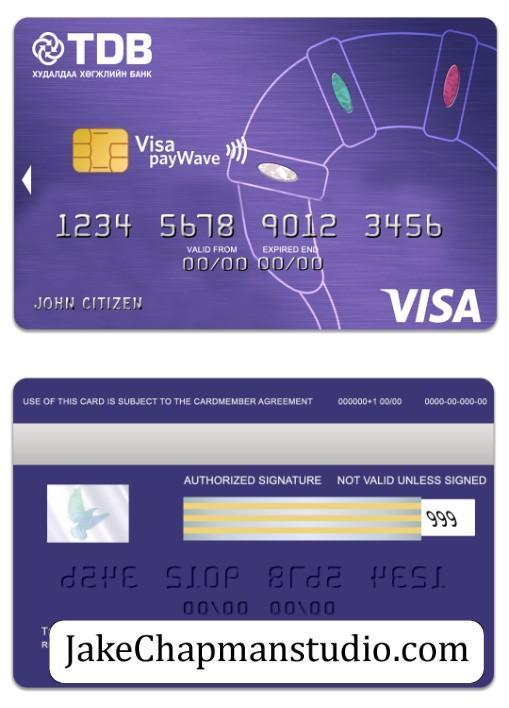 TDB
ХУДАЛДАА ХӨГЖЛИЙН БАНК
Visa
payWave
1234 5678 9012 3456
VALID FROM EXPIRED END
00/00 00/00
JOHN CITIZEN
VISA
USE OF THIS CARD IS SUBJECT TO THE CARDMEMBER AGREEMENT 000000+1 00/00 0000-00-000-00
AUTHORIZED SIGNATURE NOT VALID UNLESS SIGNED
999
00/00 00/00
JakeChapmanstudio.com